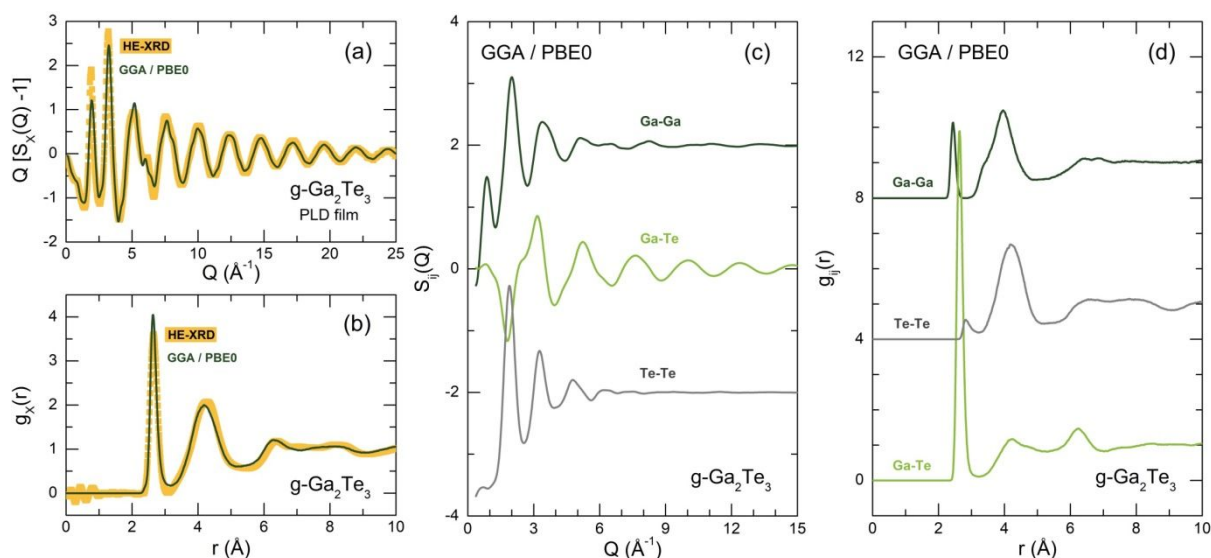 (a)
HE-XRD
GGA / PBE0
g-Ga₂Te₃
PLD film
Q [Sₓ(Q) -1]
3
2
1
0
-1
-2
0 5 10 15 20 25
Q (Å⁻¹)
(b)
HE-XRD
GGA / PBE0
g-Ga₂Te₃
gₓ(r)
4
3
2
1
0
0 2 4 6 8 10
r (Å)
GGA / PBE0 (c)
Ga-Ga
Ga-Te
Te-Te
g-Ga₂Te₃
Sᵢⱼ(Q)
4
2
0
-2
-4
0 3 6 9 12 15
Q (Å⁻¹)
GGA / PBE0 (d)
Ga-Ga
Te-Te
Ga-Te
g-Ga₂Te₃
gᵢⱼ(r)
12
8
4
0
0 2 4 6 8 10
r (Å)